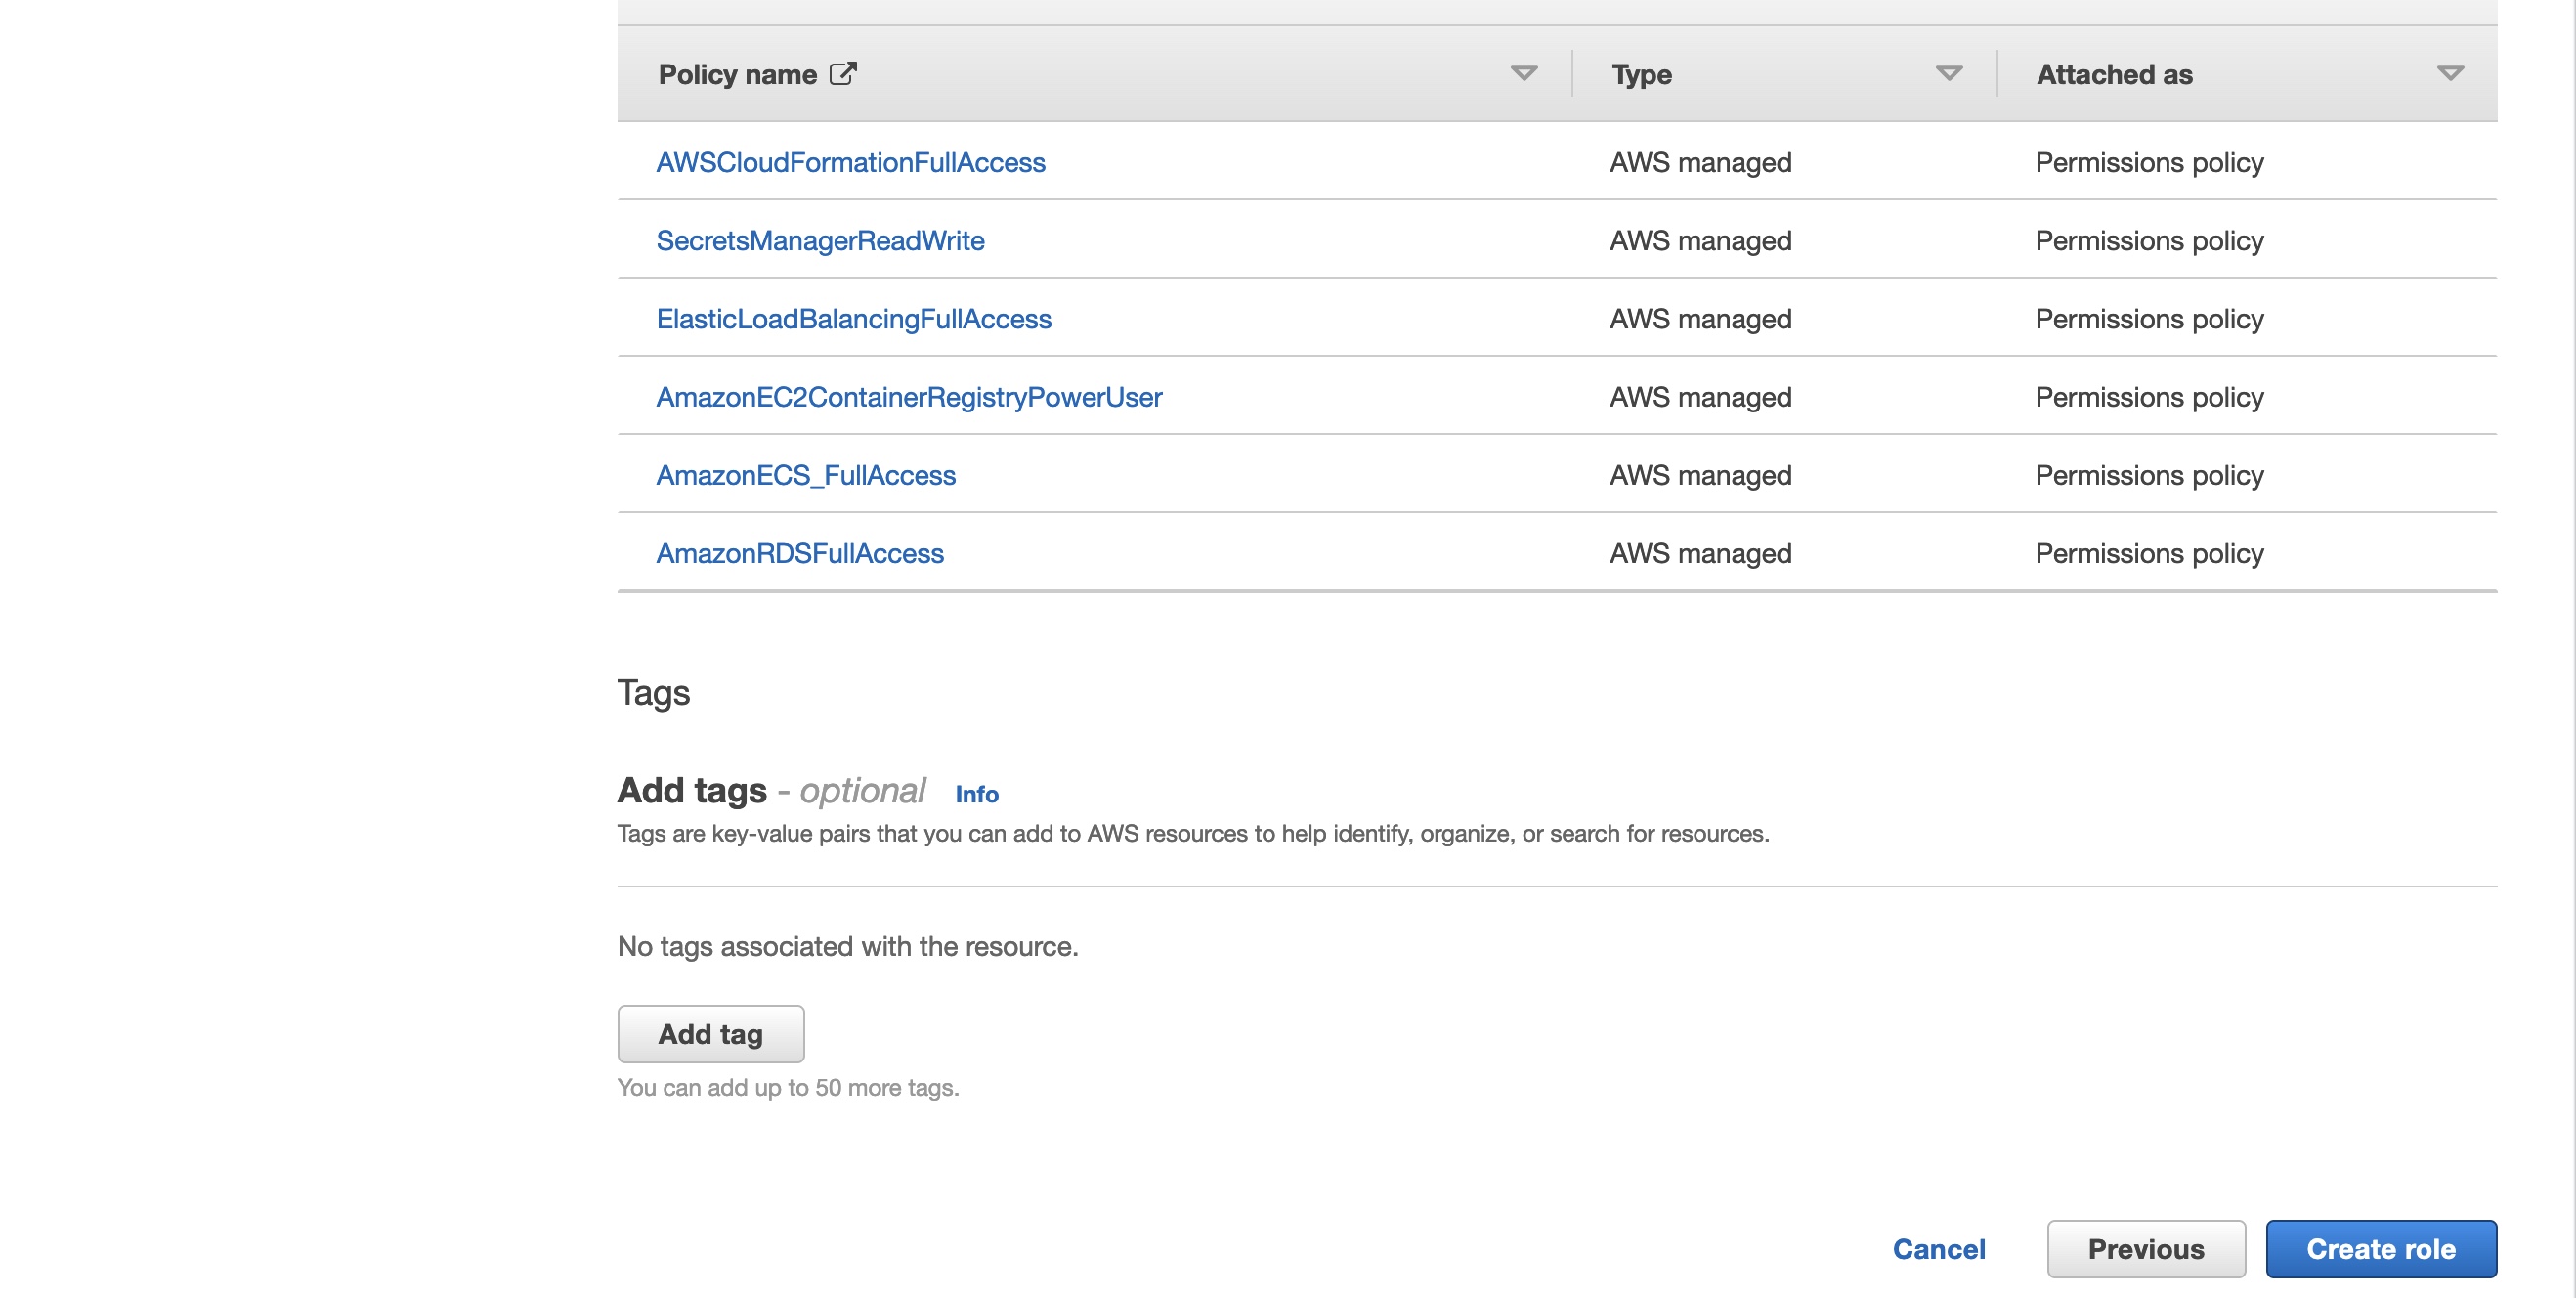 Policy name Type Attached as
AWSCloudFormationFullAccess AWS managed Permissions policy
SecretsManagerReadWrite AWS managed Permissions policy
ElasticLoadBalancingFullAccess AWS managed Permissions policy
AmazonEC2ContainerRegistryPowerUser AWS managed Permissions policy
AmazonECS_FullAccess AWS managed Permissions policy
AmazonRDSFullAccess AWS managed Permissions policy
Tags
Add tags - optional Info
Tags are key-value pairs that you can add to AWS resources to help identify, organize, or search for resources.
No tags associated with the resource.
Add tag
You can add up to 50 more tags.
Cancel Previous Create role